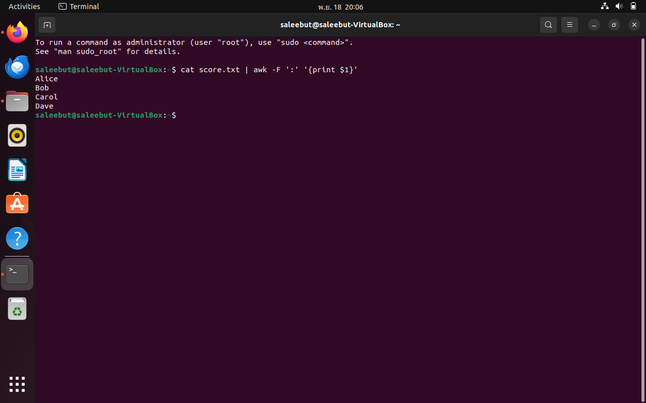 Activities
Terminal
พ.ย. 18 20:06
saleebut@saleebut-VirtualBox: ~
To run a command as administrator (user "root"), use "sudo <command>".
See "man sudo_root" for details.
saleebut@saleebut-VirtualBox:~$ cat score.txt | awk -F ':' '{print $1}'
Alice
Bob
Carol
Dave
saleebut@saleebut-VirtualBox:~$